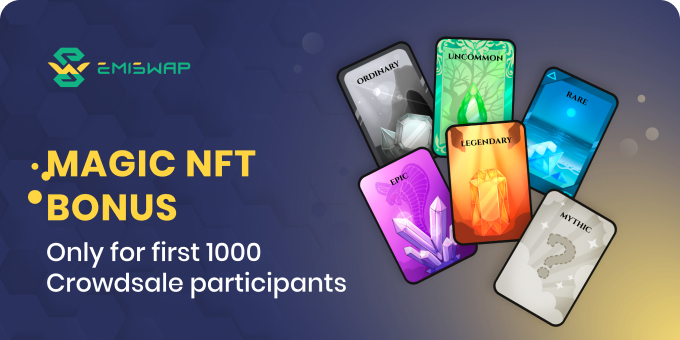 EMISWAP
MAGIC NFT
BONUS
Only for first 1000
Crowdsale participants
ORDINARY
UNCOMMON
RARE
EPIC
LEGENDARY
MYTHIC
?